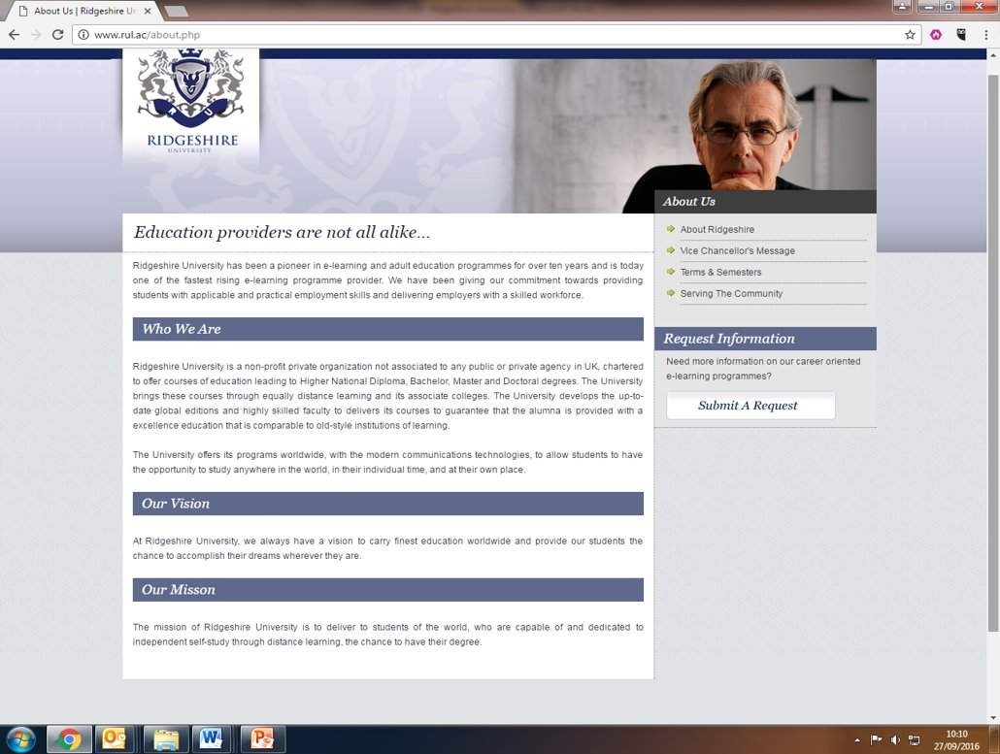 About Us | Ridgeshire Un
www.rul.ac/about.php
RIDGESHIRE
UNIVERSITY
About Us
About Ridgeshire
Vice Chancellor's Message
Terms & Semesters
Serving The Community
Education providers are not all alike...
Ridgeshire University has been a pioneer in e-learning and adult education programmes for over ten years and is today
one of the fastest rising e-learning programme provider. We have been giving our commitment towards providing
students with applicable and practical employment skills and delivering employers with a skilled workforce.
Who We Are
Ridgeshire University is a non-profit private organization not associated to any public or private agency in UK, chartered
to offer courses of education leading to Higher National Diploma, Bachelor, Master and Doctoral degrees. The University
brings these courses through equally distance learning and its associate colleges. The University develops the up-to-
date global editions and highly skilled faculty to delivers its courses to guarantee that the alumna is provided with a
excellence education that is comparable to old-style institutions of learning.
The University offers its programs worldwide, with the modern communications technologies, to allow students to have
the opportunity to study anywhere in the world, in their individual time, and at their own place.
Our Vision
At Ridgeshire University, we always have a vision to carry finest education worldwide and provide our students the
chance to accomplish their dreams wherever they are.
Our Misson
The mission of Ridgeshire University is to deliver to students of the world, who are capable of and dedicated to
independent self-study through distance learning, the chance to have their degree.
Request Information
Need more information on our career oriented
e-learning programmes?
Submit A Request
10:10
27/09/2016